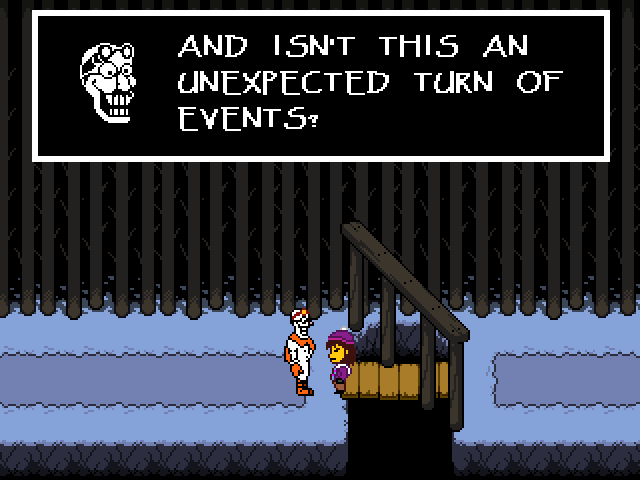 AND ISN'T THIS AN
UNEXPECTED TURN OF
EVENTS?